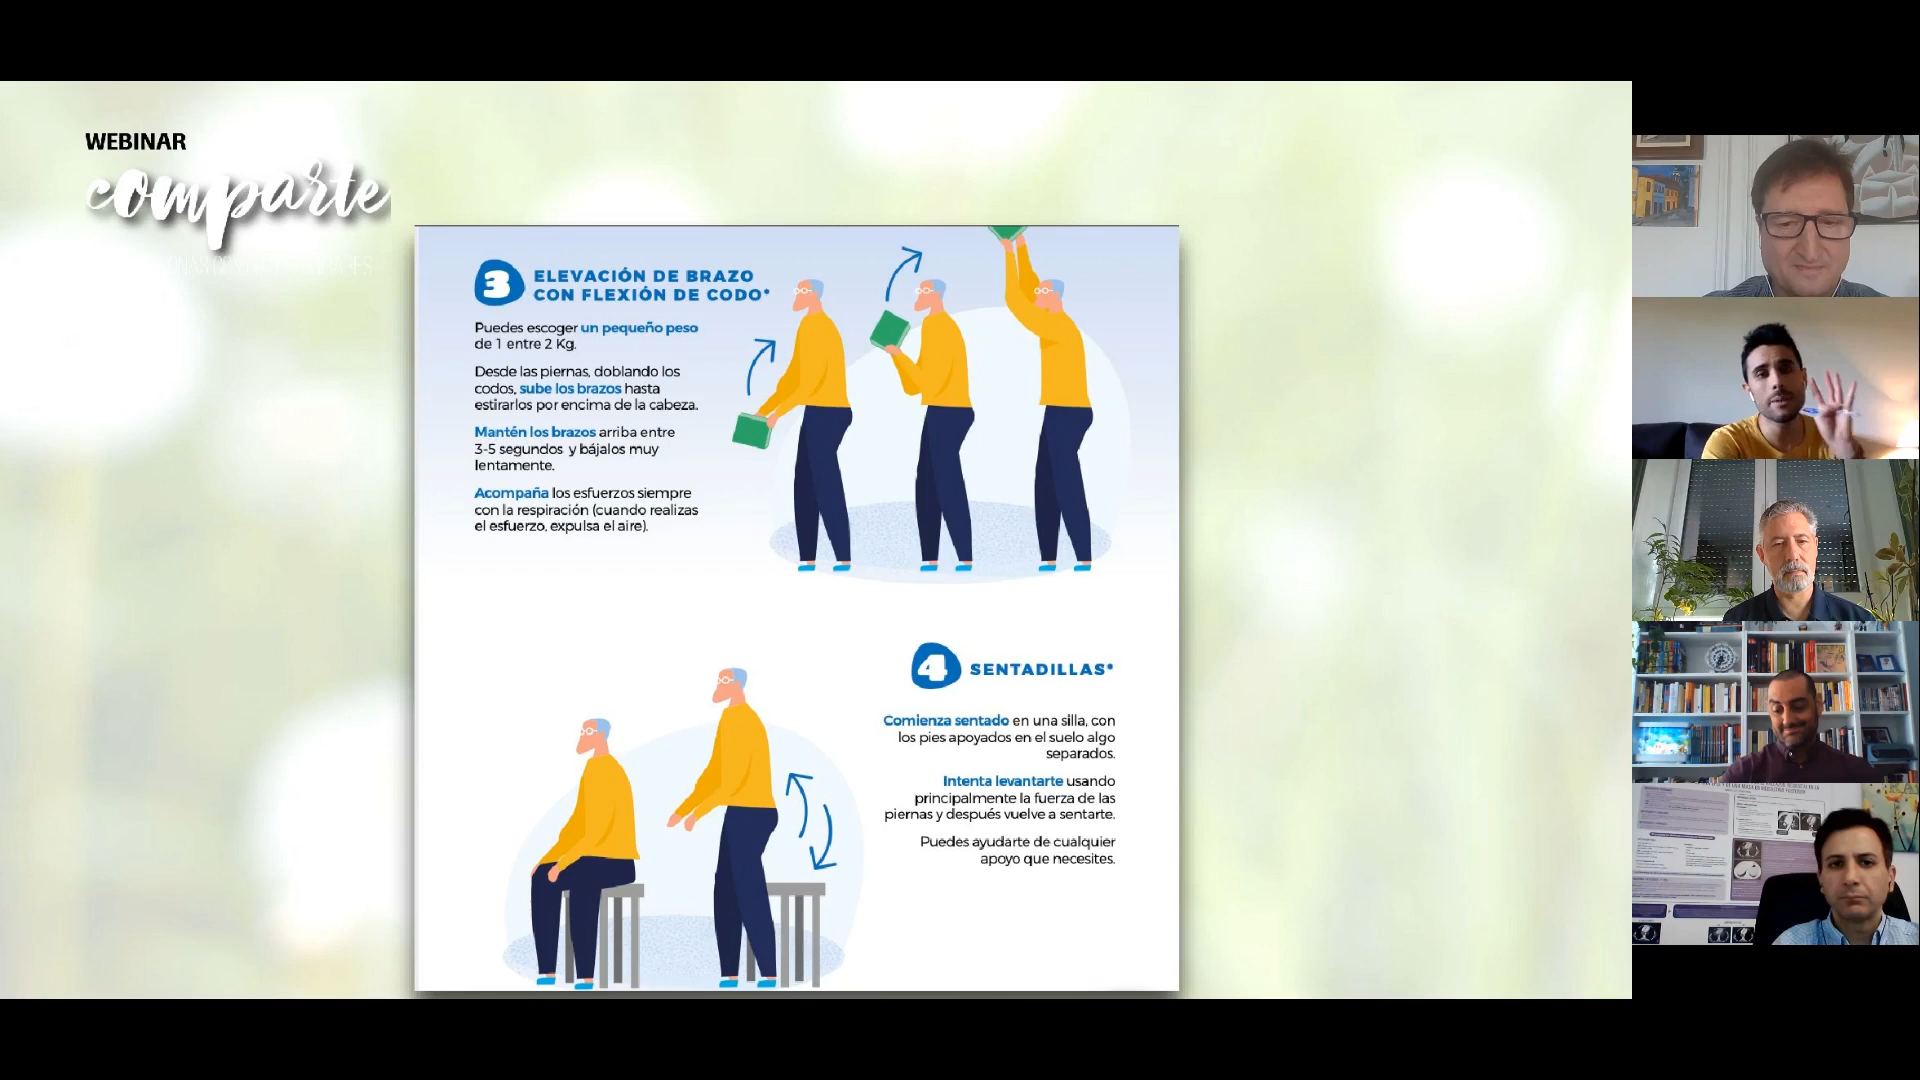 WEBINAR
comparte
3 ELEVACIÓN DE BRAZO
CON FLEXIÓN DE CODO*
Puedes escoger un pequeño peso
de 1 entre 2 Kg.
Desde las piernas, doblando los
codos, sube los brazos hasta
estirarlos por encima de la cabeza.
Mantén los brazos arriba entre
3-5 segundos y bájalos muy
lentamente.
Acompaña los esfuerzos siempre
con la respiración (cuando realizas
el esfuerzo, expulsa el aire).
4 SENTADILLAS*
Comienza sentado en una silla, con
los pies apoyados en el suelo algo
separados.
Intenta levantarte usando
principalmente la fuerza de las
piernas y después vuelve a sentarte.
Puedes ayudarte de cualquier
apoyo que necesites.